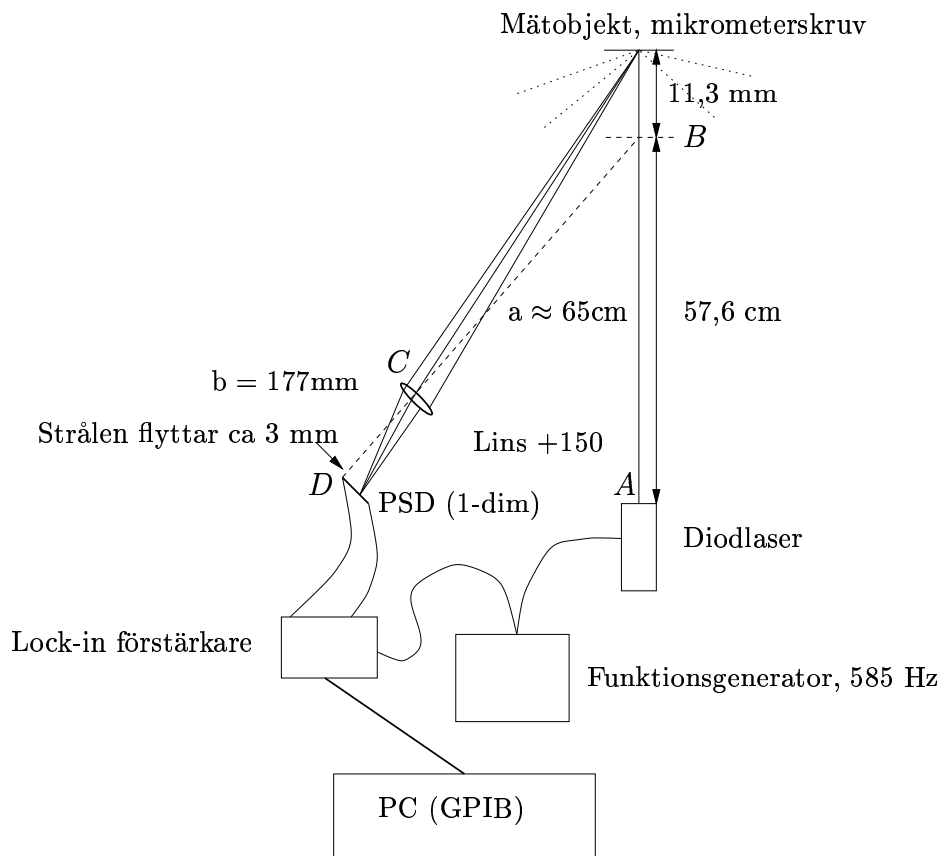 Mätobjekt, mikrometerskruv
11,3 mm
B
a ≈ 65cm
57,6 cm
C
b = 177mm
Strålen flyttar ca 3 mm
Lins +150
D
A
PSD (1-dim)
Diodlaser
Lock-in förstärkare
Funktionsgenerator, 585 Hz
PC (GPIB)